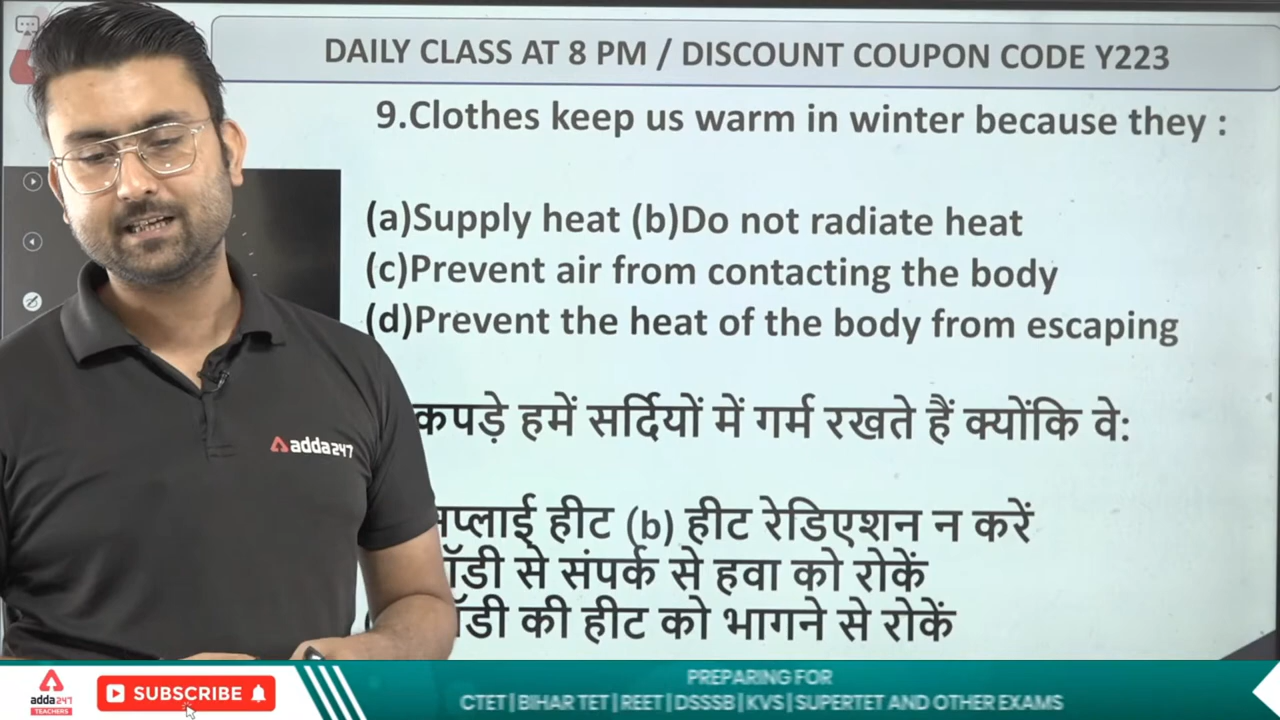 DAILY CLASS AT 8 PM / DISCOUNT COUPON CODE Y223
9.Clothes keep us warm in winter because they :
(a)Supply heat (b)Do not radiate heat
(c)Prevent air from contacting the body
(d)Prevent the heat of the body from escaping
कपड़े हमें सर्दियों में गर्म रखते हैं क्योंकि वे:
हीट (b) हीट रेडिएशन न करें
से संपर्क से हवा को रोकें
की हीट को भागने से रोकें
adda247
adda247
TEACHERS
SUBSCRIBE
PREPARING FOR
CTET | BIHAR TET | REET | DSSSB | KVS | SUPERTET AND OTHER EXAMS